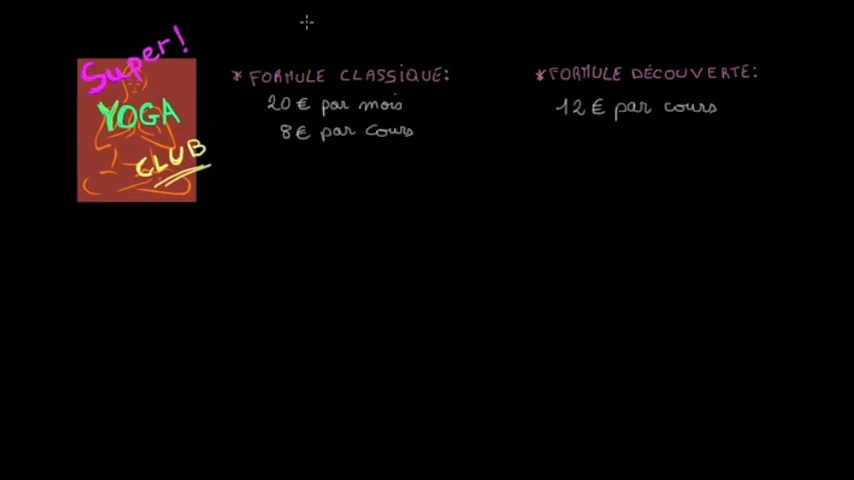 Super!
YOGA
CLUB
* FORMULE CLASSIQUE:
20 € par mois
8€ par cours
* FORMULE DÉCOUVERTE:
12 € par cours